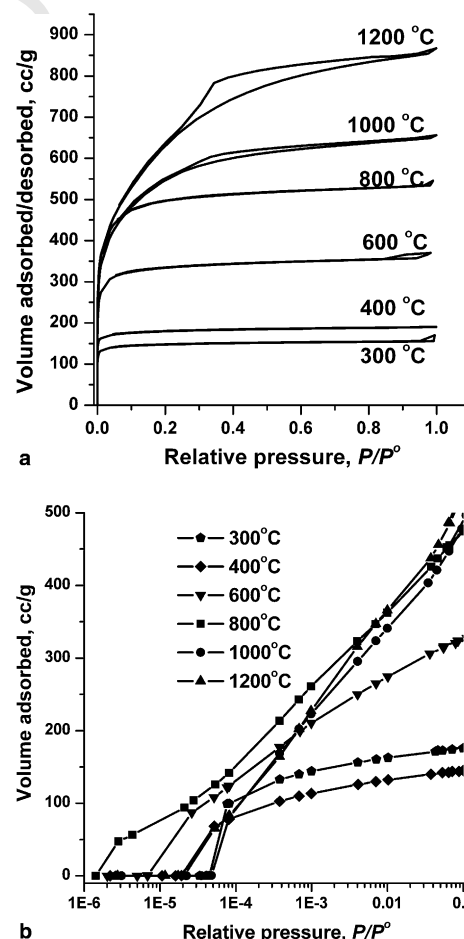 900
800
700
600
500
400
300
200
100
0
Volume adsorbed/desorbed, cc/g
1200 °C
1000 °C
800 °C
600 °C
400 °C
300 °C
0.0 0.2 0.4 0.6 0.8 1.0
a Relative pressure, P/P°
500
400
300
200
100
0
Volume adsorbed, cc/g
300°C
400°C
600°C
800°C
1000°C
1200°C
1E-6 1E-5 1E-4 1E-3 0.01
b Relative pressure, P/P°